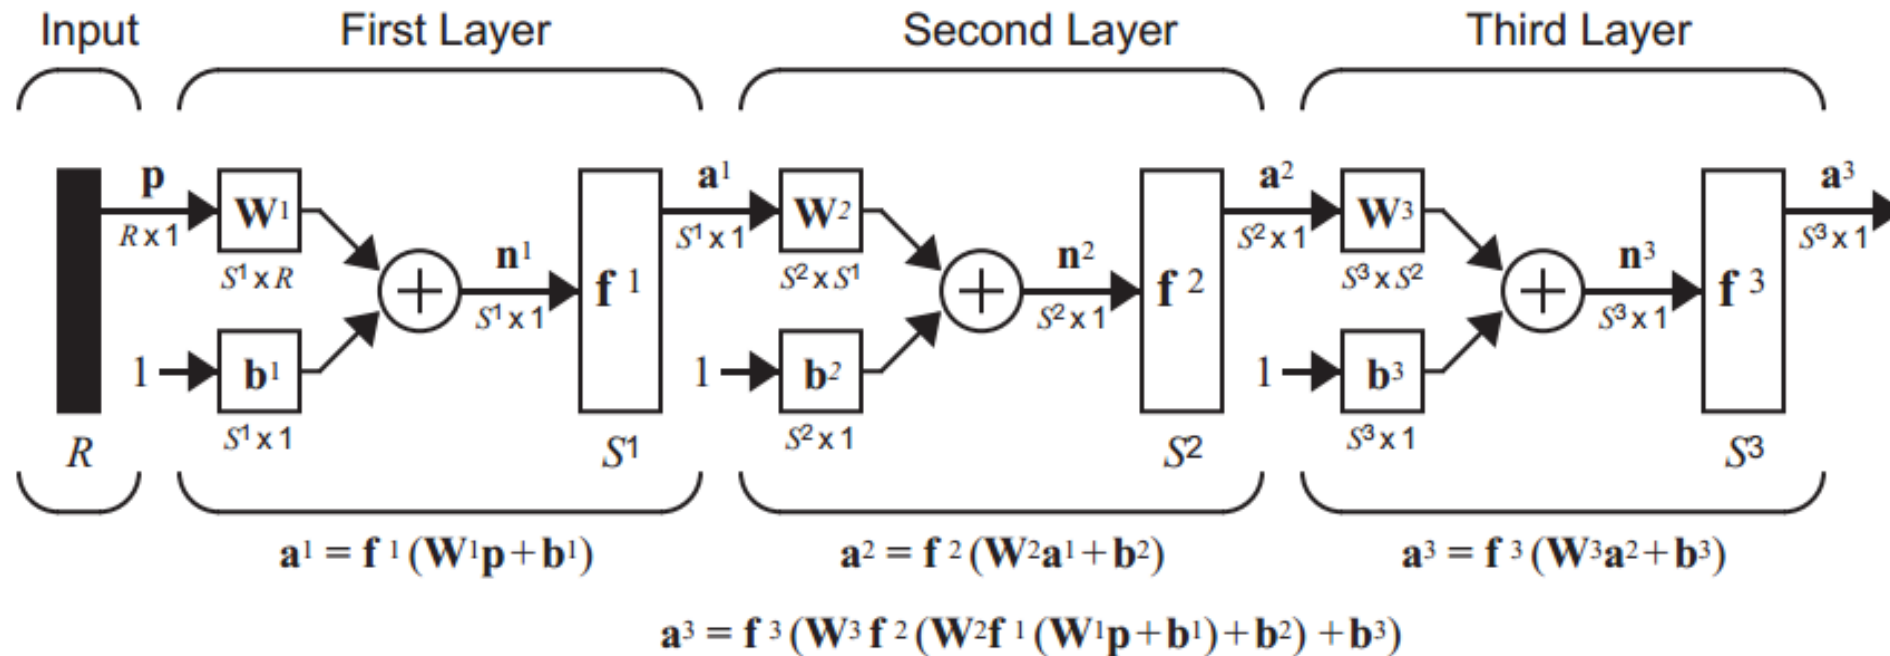 Input First Layer Second Layer Third Layer
p a¹ a² a³
W¹ W² W³
R x 1 S¹ x 1 S² x 1 S³ x 1
n¹ n² n³
S¹ x R f ¹ S² x S¹ f ² S³ x S² f ³
S¹ x 1 S² x 1 S³ x 1
1 b¹ 1 b² 1 b³
S¹ x 1 S² x 1 S³ x 1
R S¹ S² S³
a¹ = f ¹ (W¹p + b¹) a² = f ² (W²a¹ + b²) a³ = f ³ (W³a² + b³)
a³ = f ³ (W³ f ² (W²f ¹ (W¹p + b¹) + b²) + b³)